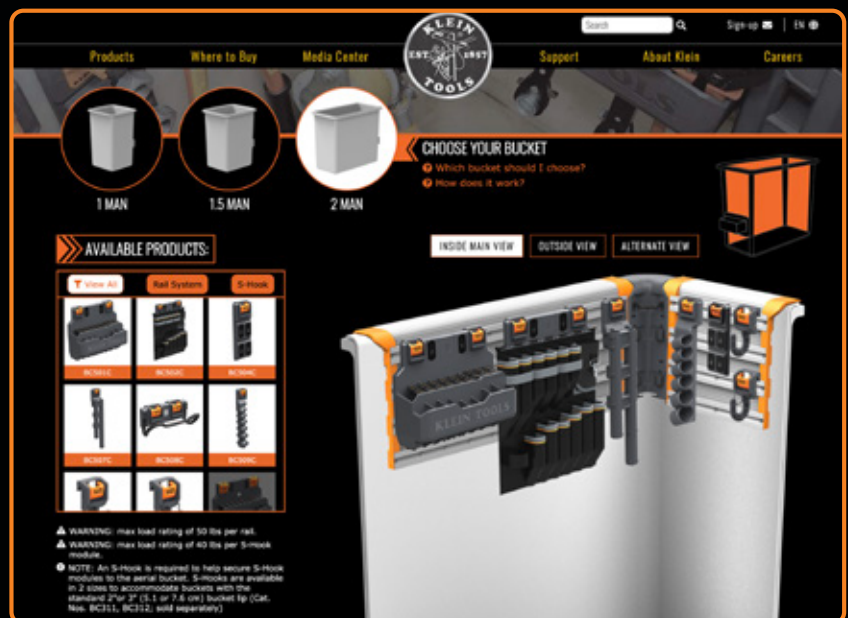 Search
Sign-up
EN
KLEIN
EST. 1857
TOOLS
Products
Where to Buy
Media Center
Support
About Klein
Careers
1 MAN
1.5 MAN
2 MAN
CHOOSE YOUR BUCKET
Which bucket should I choose?
How does it work?
AVAILABLE PRODUCTS:
INSIDE MAIN VIEW
OUTSIDE VIEW
ALTERNATE VIEW
View All
Rail System
S-Hook
BC501C
BC502C
BC504C
BC507C
BC508C
BC509C
KLEIN TOOLS
WARNING: max load rating of 50 lbs per rail.
WARNING: max load rating of 40 lbs per S-Hook
module.
NOTE: An S-Hook is required to help secure S-Hook
modules to the aerial bucket. S-Hooks are available
in 2 sizes to accommodate buckets with the
standard 2"or 3" (5.1 or 7.6 cm) bucket lip (Cat.
Nos. BC311, BC312; sold separately)